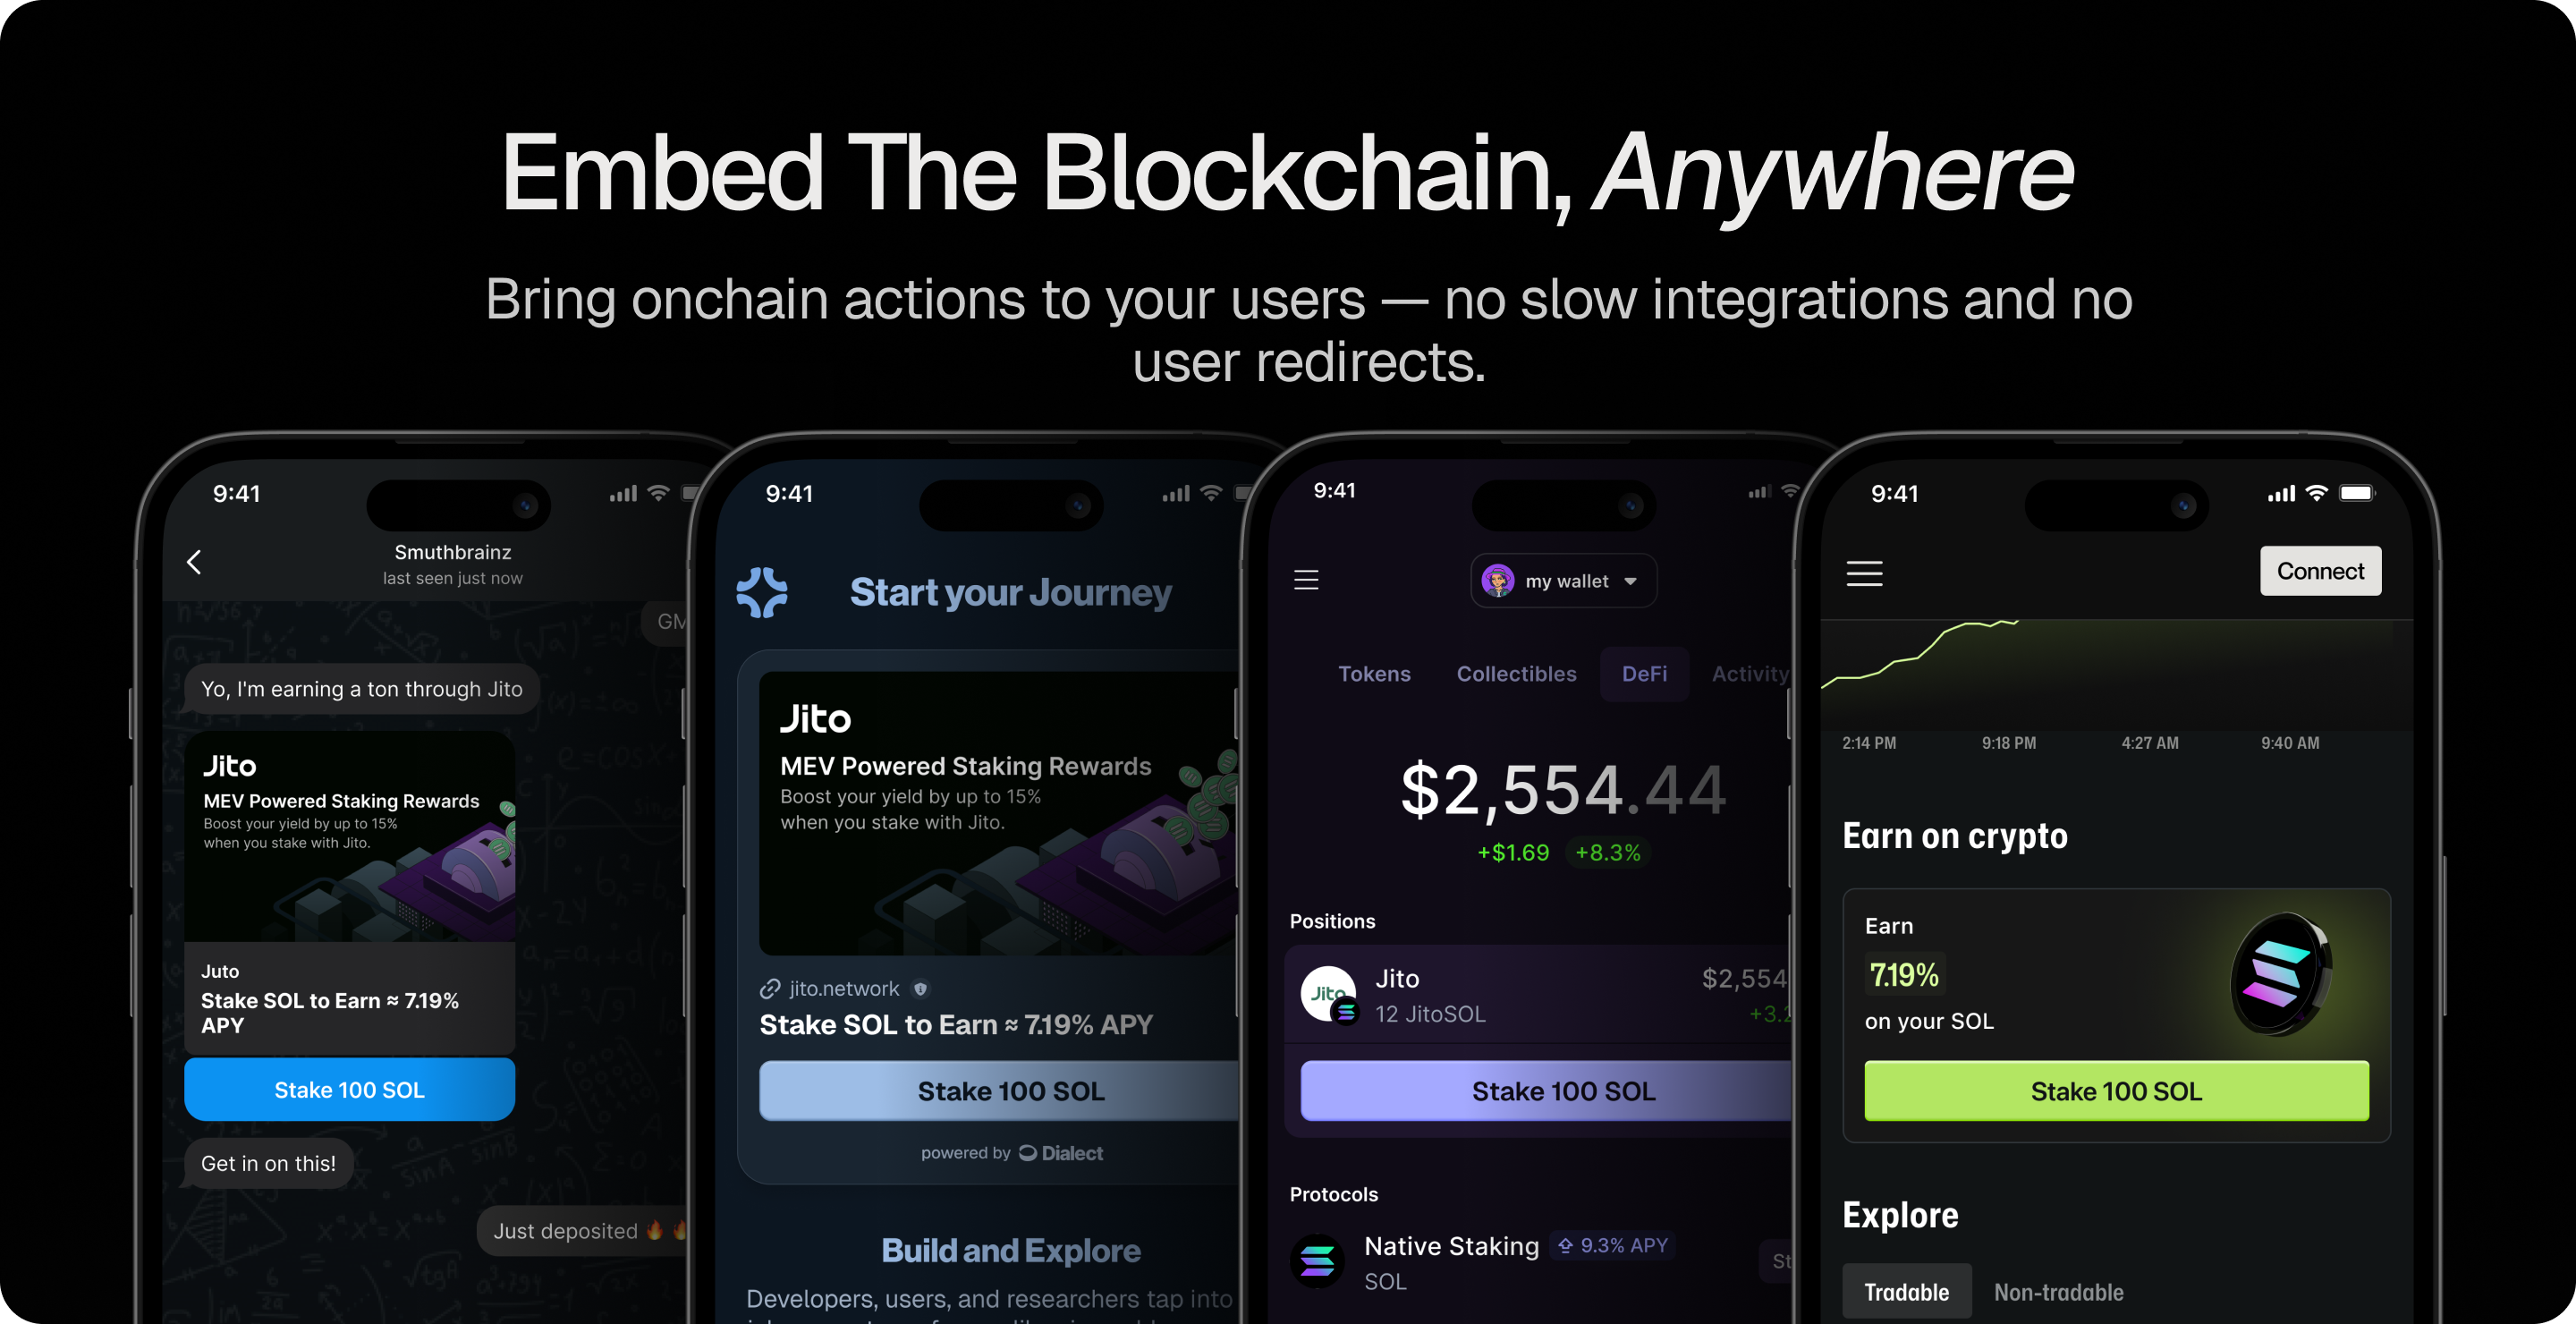 Embed The Blockchain, Anywhere
Bring onchain actions to your users — no slow integrations and no
user redirects.
9:41
Smuthbrainz
last seen just now
GM
Yo, I'm earning a ton through Jito
Jito
MEV Powered Staking Rewards
Boost your yield by up to 15%
when you stake with Jito.
Juto
Stake SOL to Earn ≈ 7.19%
APY
Stake 100 SOL
Get in on this!
Just deposited 🔥🔥
9:41
Start your Journey
Jito
MEV Powered Staking Rewards
Boost your yield by up to 15%
when you stake with Jito.
jito.network
Stake SOL to Earn ≈ 7.19% APY
Stake 100 SOL
powered by Dialect
Build and Explore
Developers, users, and researchers tap into
9:41
my wallet
Tokens Collectibles DeFi Activity
$2,554.44
+$1.69 +8.3%
Positions
Jito
Jito $2,554
12 JitoSOL +3.2
Stake 100 SOL
Protocols
Native Staking 9.3% APY
SOL
St
9:41
Connect
2:14 PM 9:18 PM 4:27 AM 9:40 AM
Earn on crypto
Earn
7.19%
on your SOL
Stake 100 SOL
Explore
Tradable Non-tradable